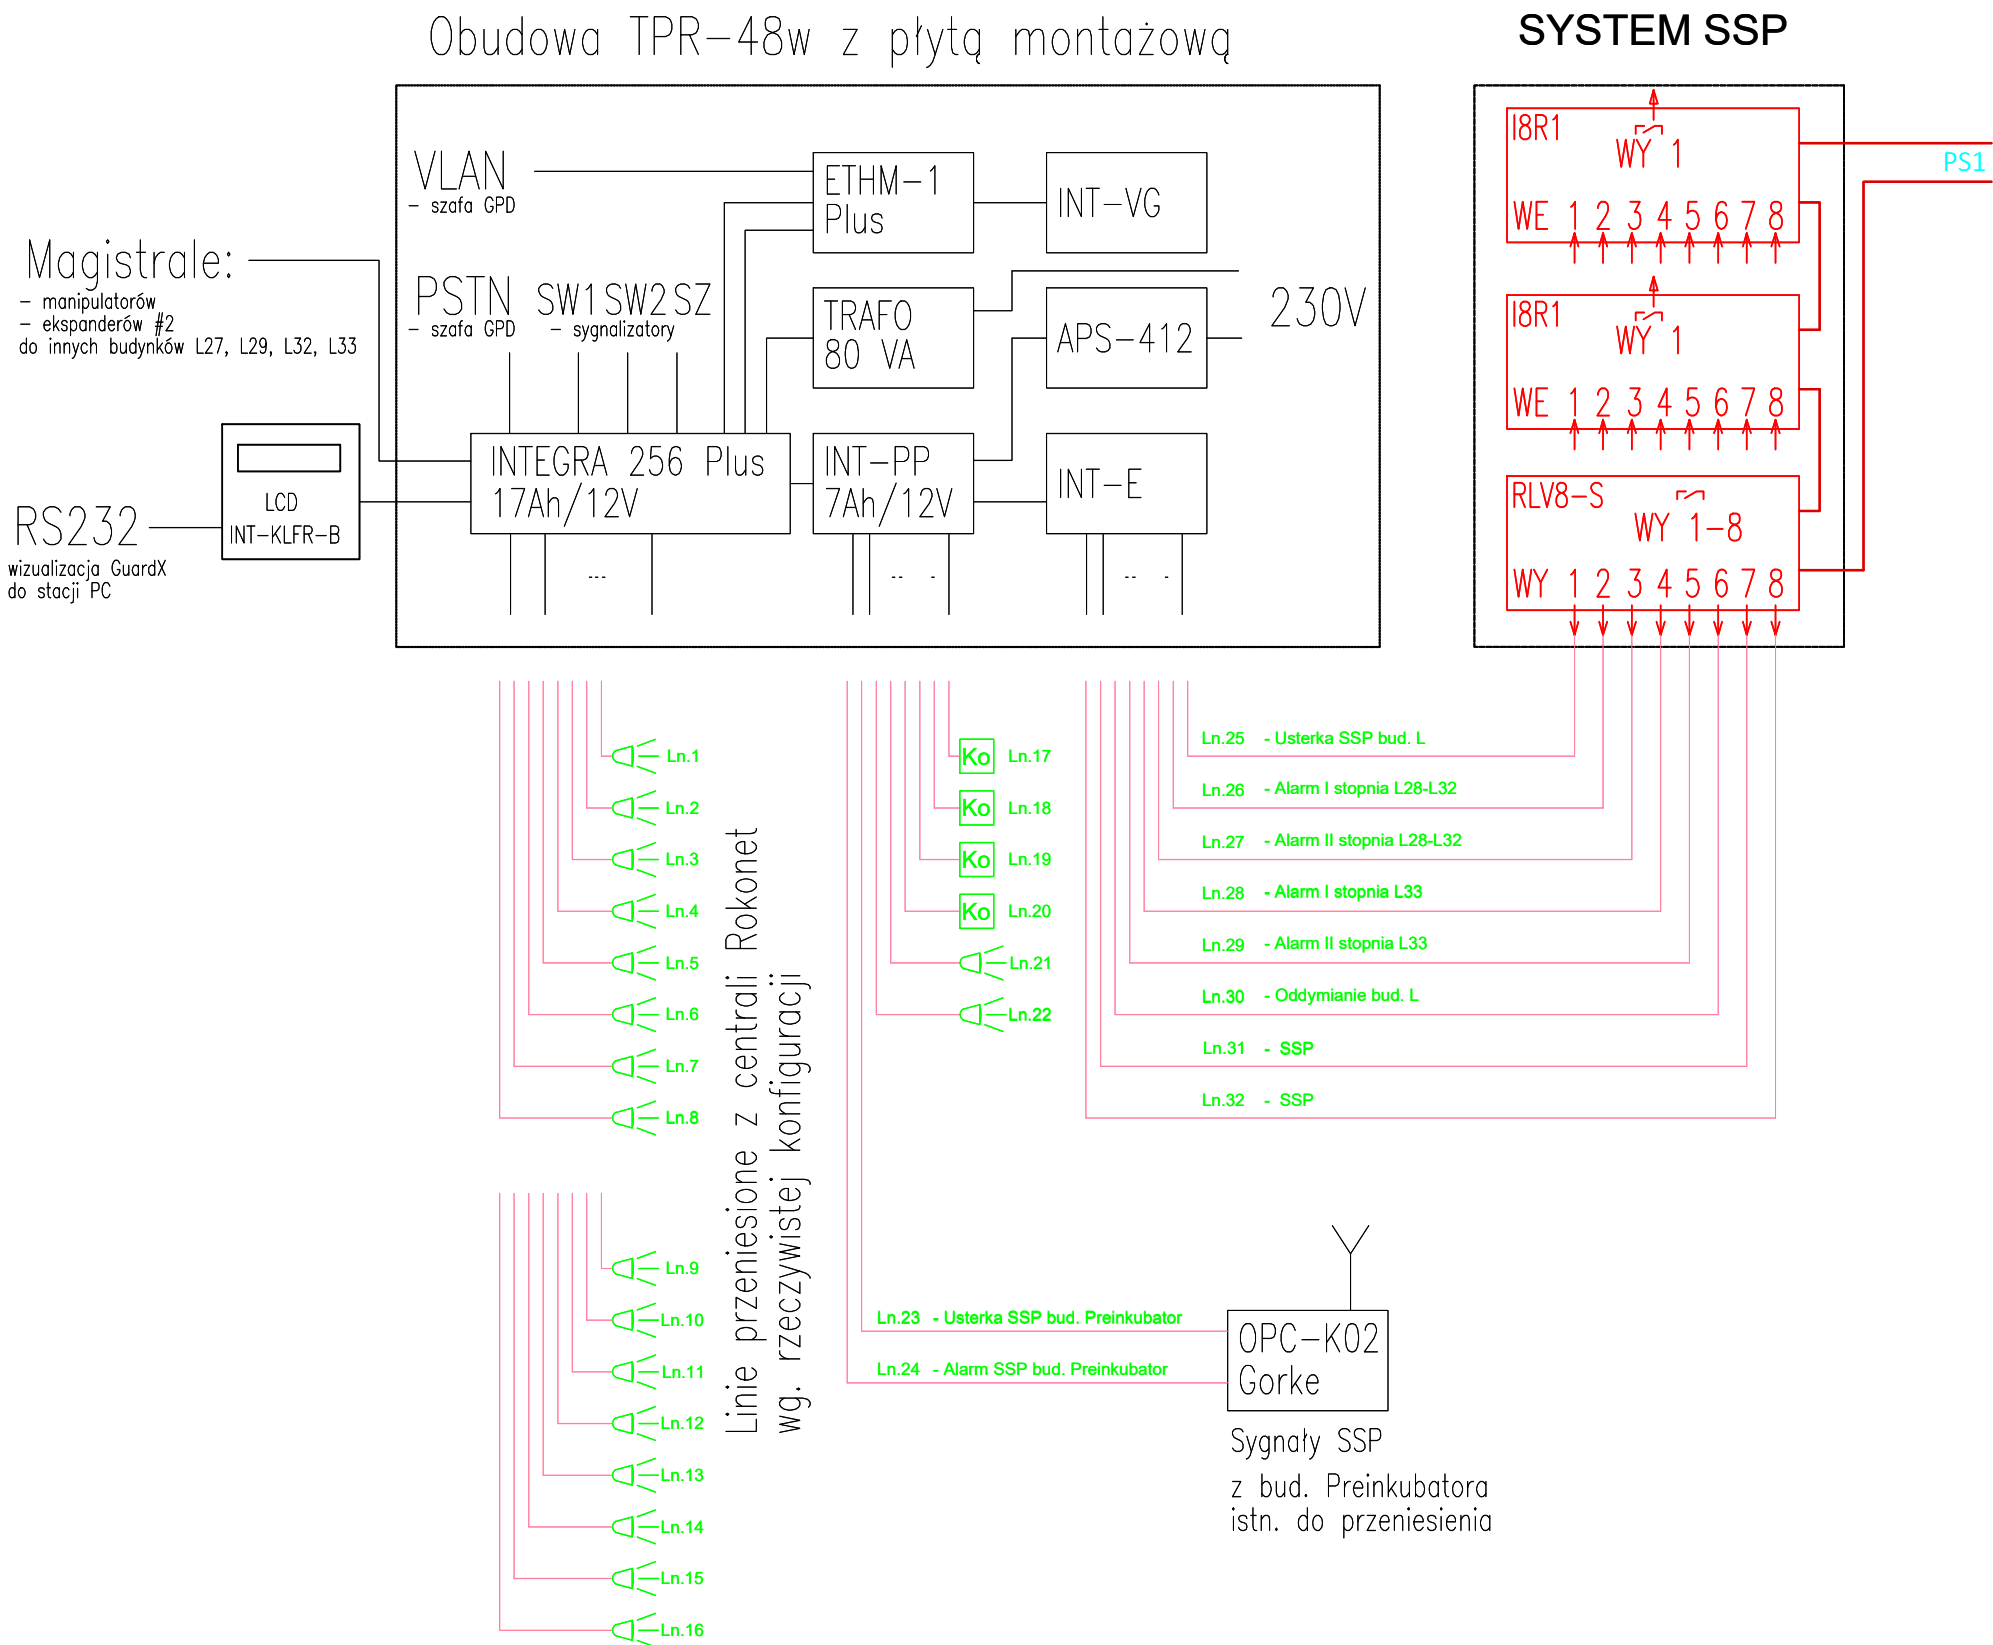 Obudowa TPR-48w z płytą montażową
SYSTEM SSP
VLAN
- szafa GPD
ETHM-1
Plus
INT-VG
Magistrale:
- manipulatorów
- ekspanderów #2
do innych budynków L27, L29, L32, L33
PSTN
- szafa GPD
SW1 SW2 SZ
- sygnalizatory
TRAFO
80 VA
APS-412
230V
LCD
INT-KLFR-B
RS232
wizualizacja GuardX
do stacji PC
INTEGRA 256 Plus
17Ah/12V
INT-PP
7Ah/12V
INT-E
---
-- -
-- -
I8R1
WY 1
WE 1 2 3 4 5 6 7 8
PS1
I8R1
WY 1
WE 1 2 3 4 5 6 7 8
RLV8-S
WY 1-8
WY 1 2 3 4 5 6 7 8
Ln.1
Ln.2
Ln.3
Ln.4
Ln.5
Ln.6
Ln.7
Ln.8
Ln.9
Ln.10
Ln.11
Ln.12
Ln.13
Ln.14
Ln.15
Ln.16
Linie przeniesione z centrali Rokonet
wg. rzeczywistej konfiguracji
Ko Ln.17
Ko Ln.18
Ko Ln.19
Ko Ln.20
Ln.21
Ln.22
Ln.23 - Usterka SSP bud. Preinkubator
Ln.24 - Alarm SSP bud. Preinkubator
Ln.25 - Usterka SSP bud. L
Ln.26 - Alarm I stopnia L28-L32
Ln.27 - Alarm II stopnia L28-L32
Ln.28 - Alarm I stopnia L33
Ln.29 - Alarm II stopnia L33
Ln.30 - Oddymianie bud. L
Ln.31 - SSP
Ln.32 - SSP
OPC-K02
Gorke
Sygnały SSP
z bud. Preinkubatora
istn. do przeniesienia